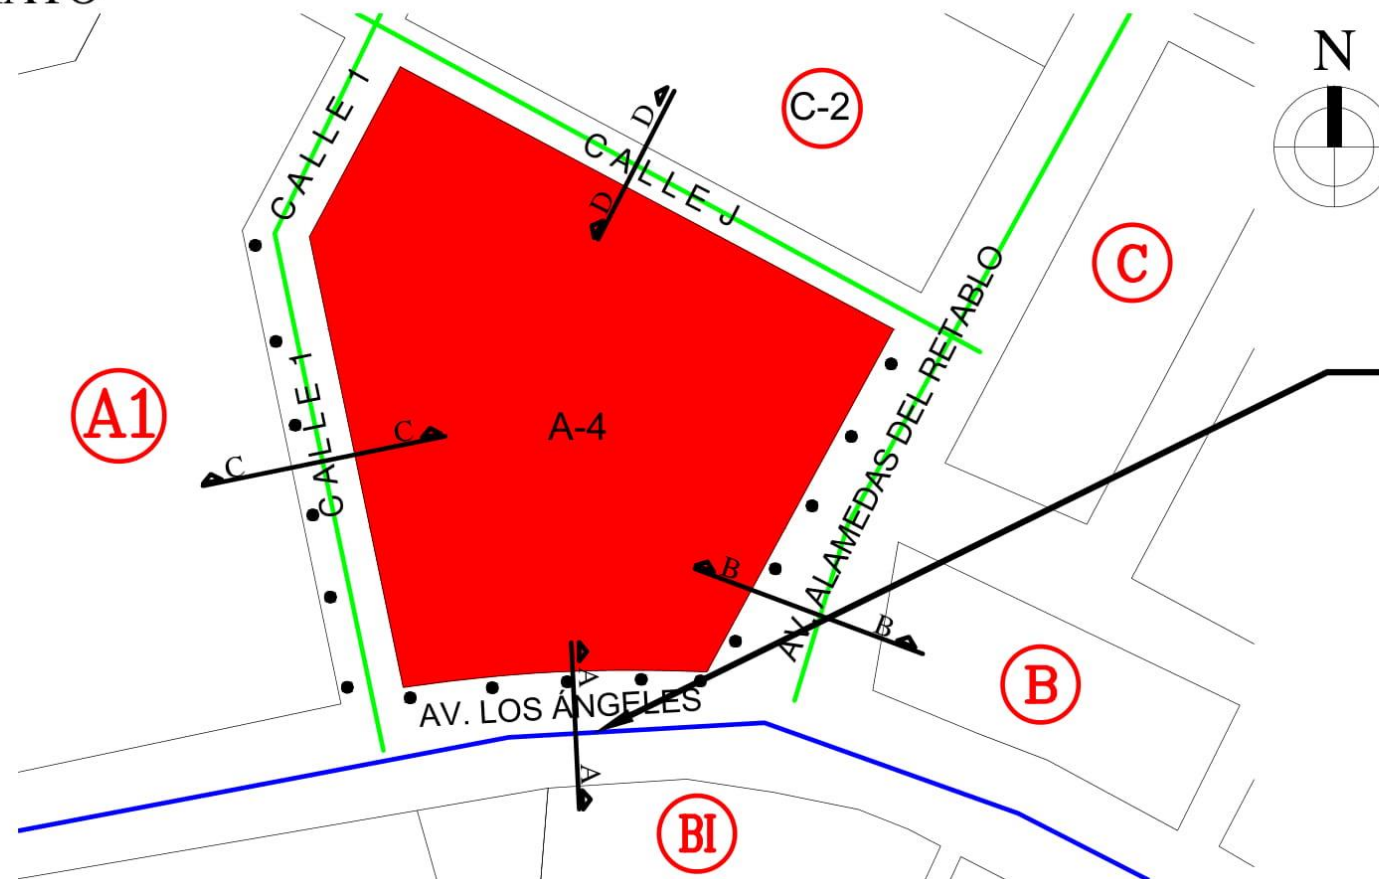 N
CALLE 1
D
C-2
CALLE J
D
C
AV. ALAMEDAS DEL RETABLO
A1
CALLE 1
C
C
A-4
B
B
B
A
AV. LOS ÁNGELES
A
BI